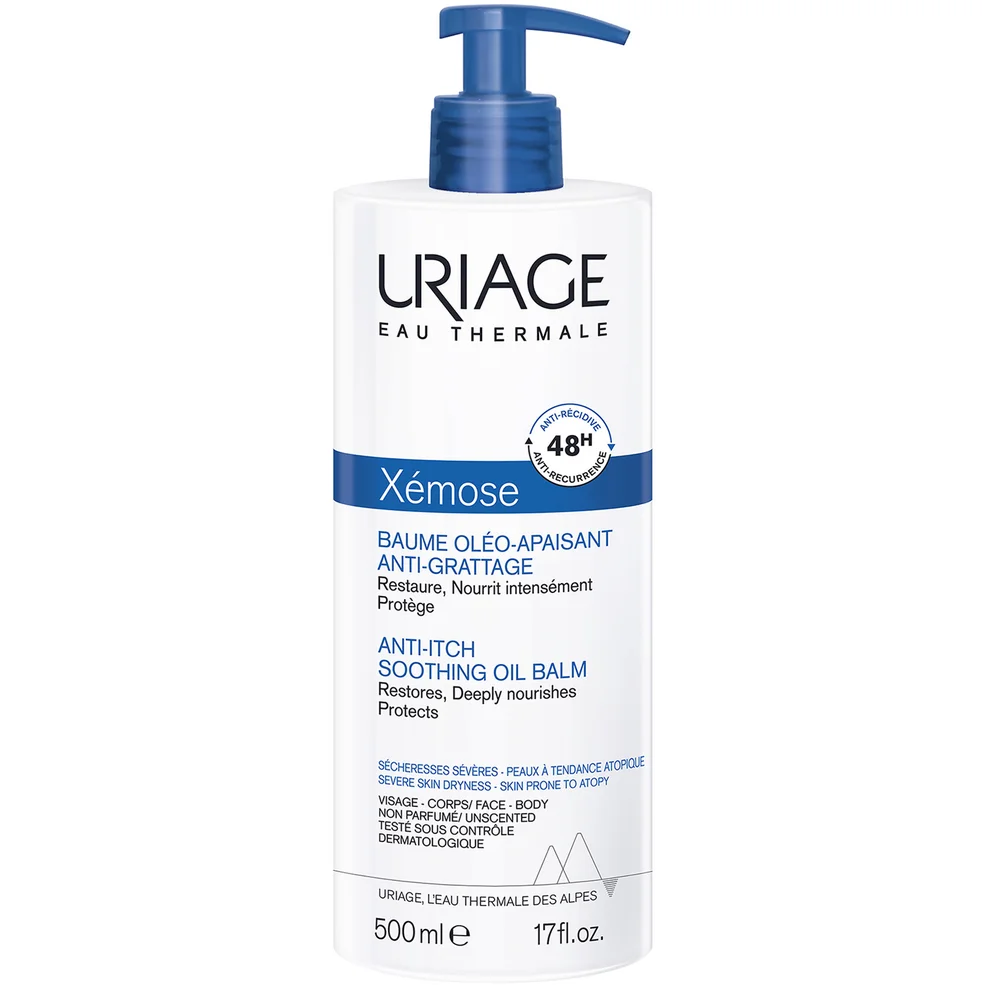 URIAGE
EAU THERMALE
ANTI-RÉCIDIVE
48H
ANTI-RECURRENCE
Xémose
BAUME OLÉO-APAISANT
ANTI-GRATTAGE
Restaure, Nourrit intensément
Protège
ANTI-ITCH
SOOTHING OIL BALM
Restores, Deeply nourishes
Protects
SÉCHERESSES SÉVÈRES - PEAUX À TENDANCE ATOPIQUE
SEVERE SKIN DRYNESS - SKIN PRONE TO ATOPY
VISAGE - CORPS/ FACE - BODY
NON PARFUMÉ/ UNSCENTED
TESTÉ SOUS CONTRÔLE
DERMATOLOGIQUE
URIAGE, L'EAU THERMALE DES ALPES
500 ml e 17fl.oz.